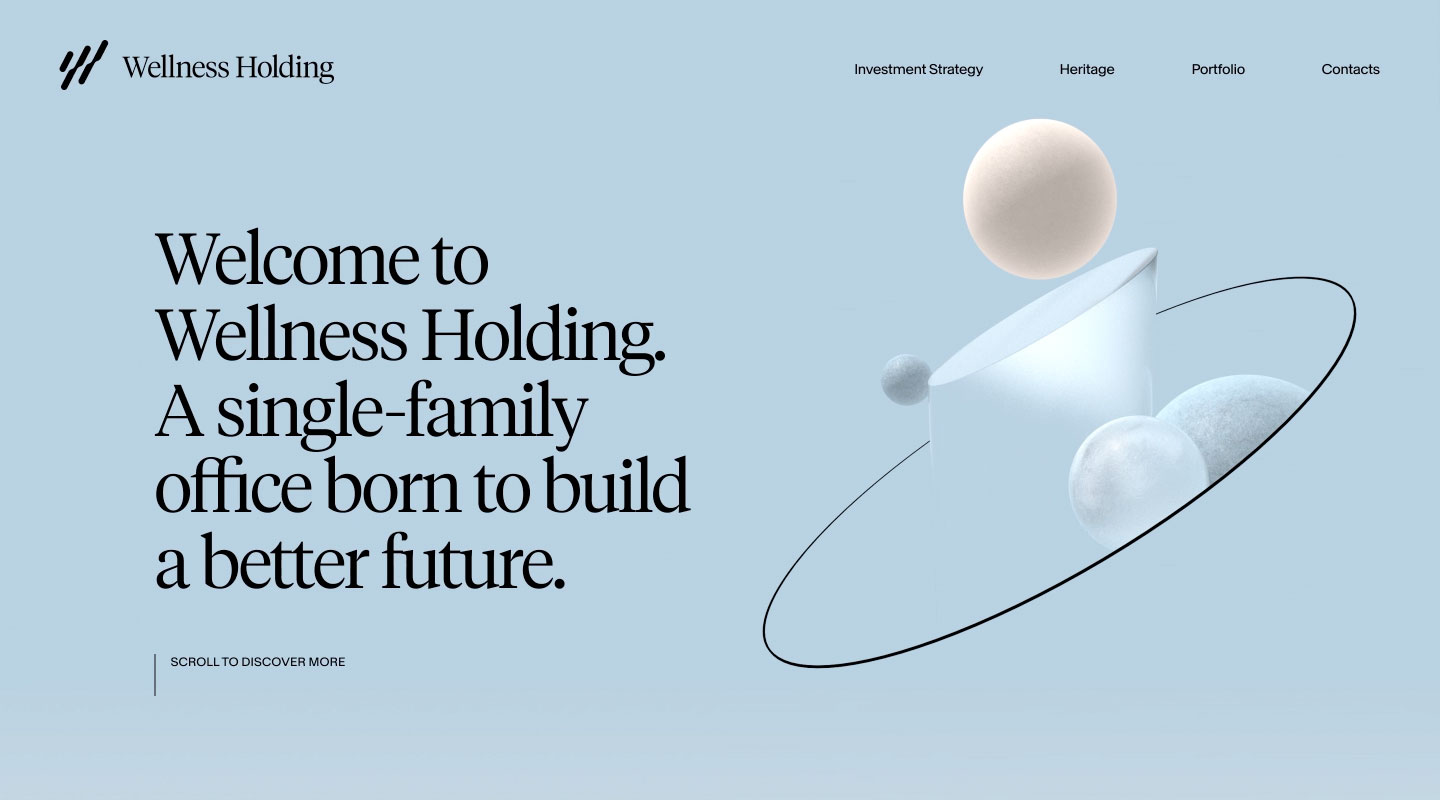 Wellness Holding
Investment Strategy
Heritage
Portfolio
Contacts
Welcome to
Wellness Holding.
A single-family
office born to build
a better future.
SCROLL TO DISCOVER MORE